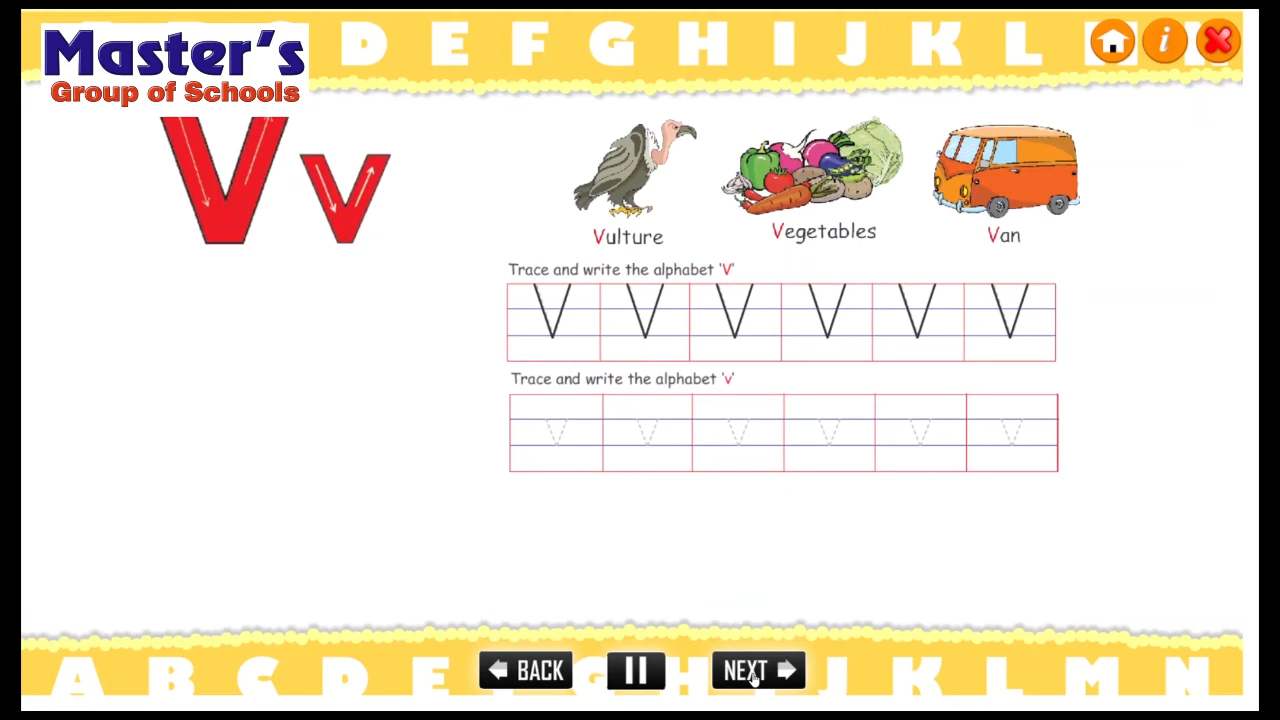 Master's
Group of Schools
D E F G H I J K L M N
V v
Vulture
Vegetables
Van
Trace and write the alphabet 'V'
V V V V V V
Trace and write the alphabet 'v'
v v v v v v
A B C D E F G H I J K L M N
BACK
NEXT